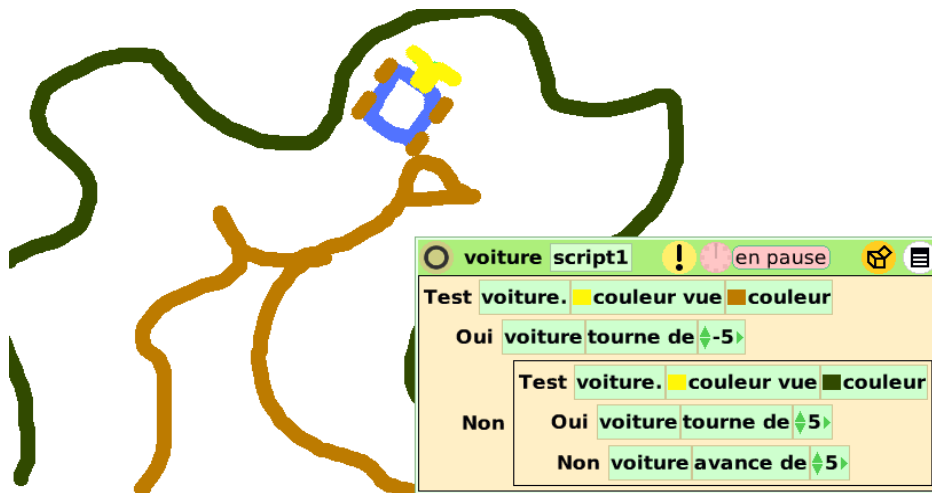 voiture script1 ! en pause
Test voiture. couleur vue couleur
Oui voiture tourne de -5
Test voiture. couleur vue couleur
Non Oui voiture tourne de 5
Non voiture avance de 5